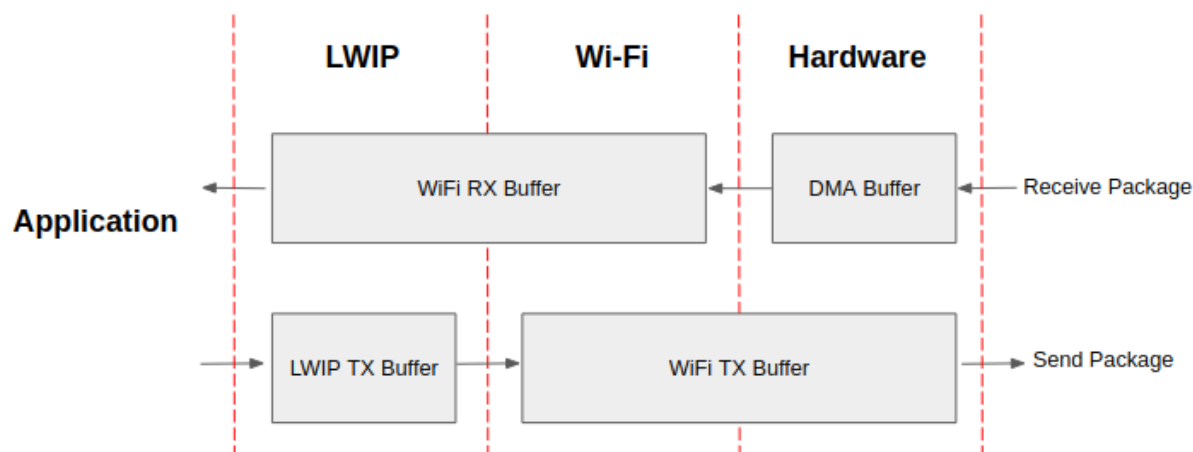 LWIP
Wi-Fi
Hardware
WiFi RX Buffer
DMA Buffer
Receive Package
Application
LWIP TX Buffer
WiFi TX Buffer
Send Package